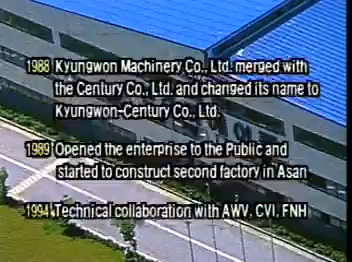 1988 Kyungwon Machinery Co., Ltd. merged with
the Century Co., Ltd. and changed its name to
Kyungwon-Century Co., Ltd.
1989 Opened the enterprise to the Public and
started to construct second factory in Asan
1994 Technical collaboration with AWV, CVI, FNH